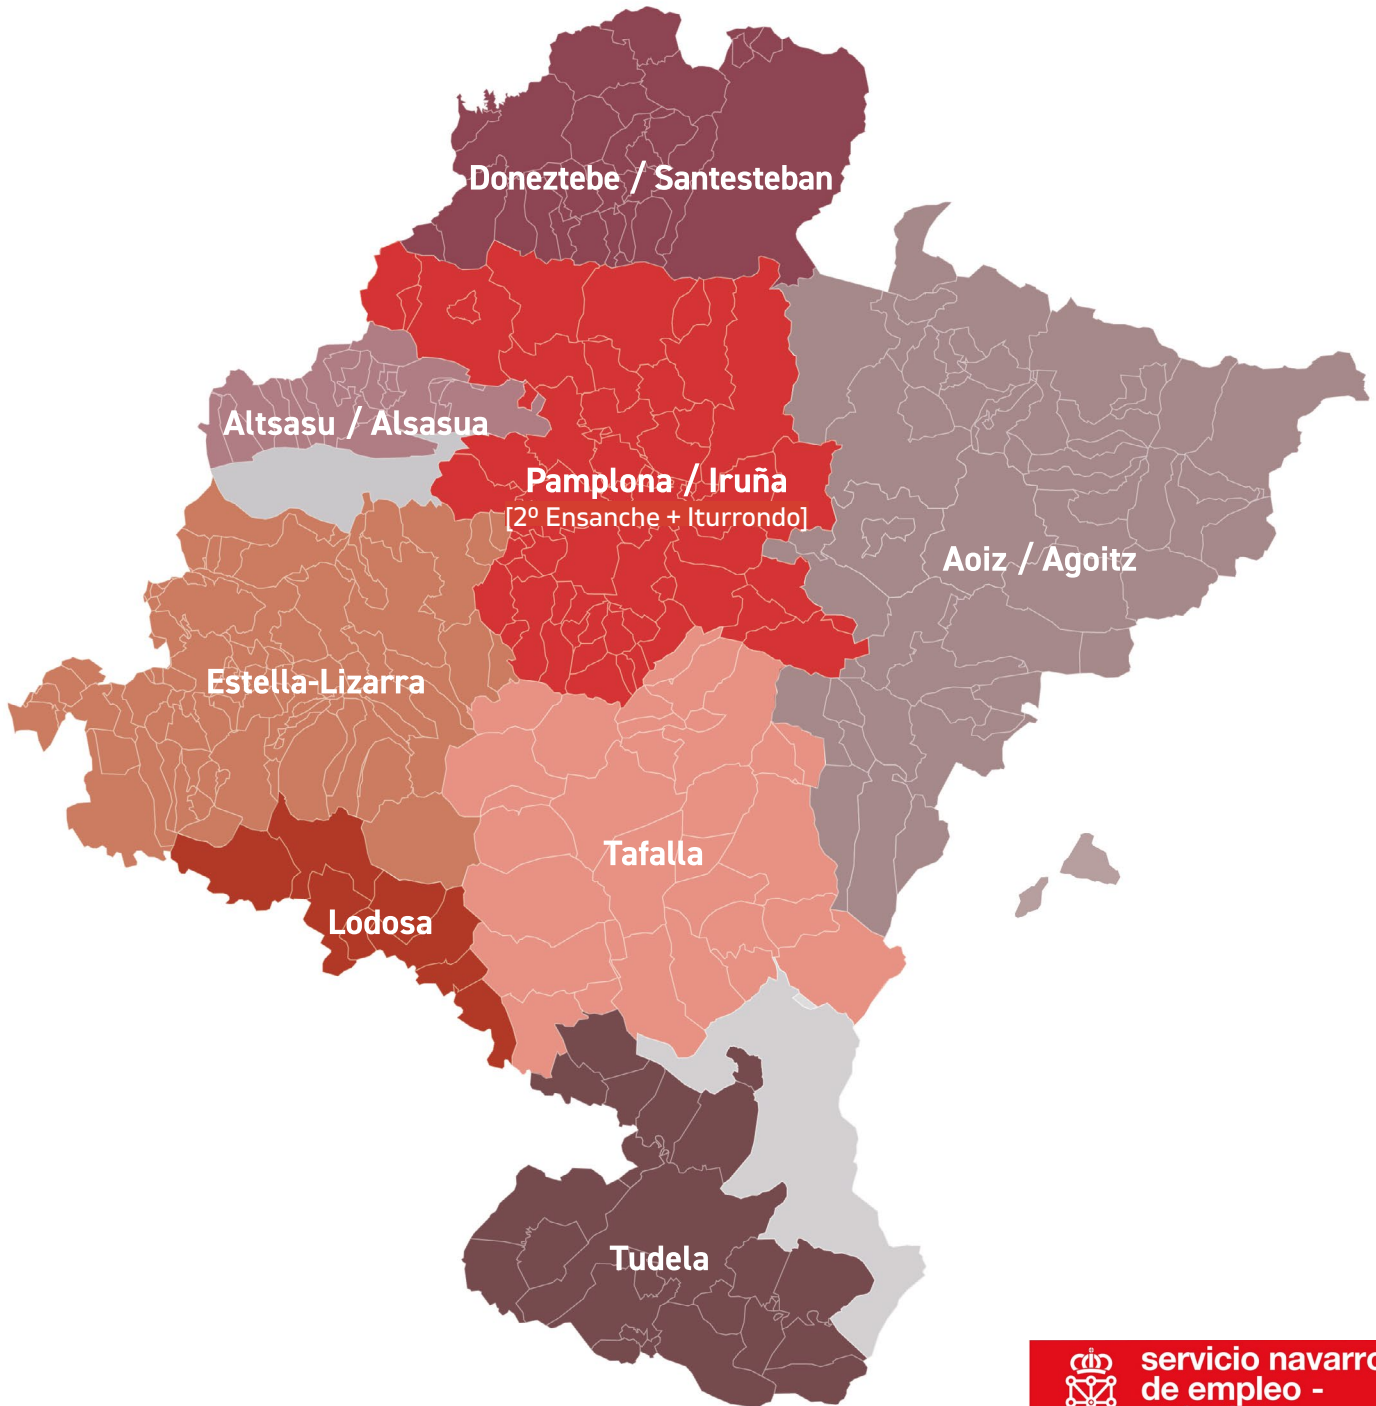 Doneztebe / Santesteban
Altsasu / Alsasua
Pamplona / Iruña
[2º Ensanche + Iturrondo]
Aoiz / Agoitz
Estella-Lizarra
Tafalla
Lodosa
Tudela
servicio navarro
de empleo -